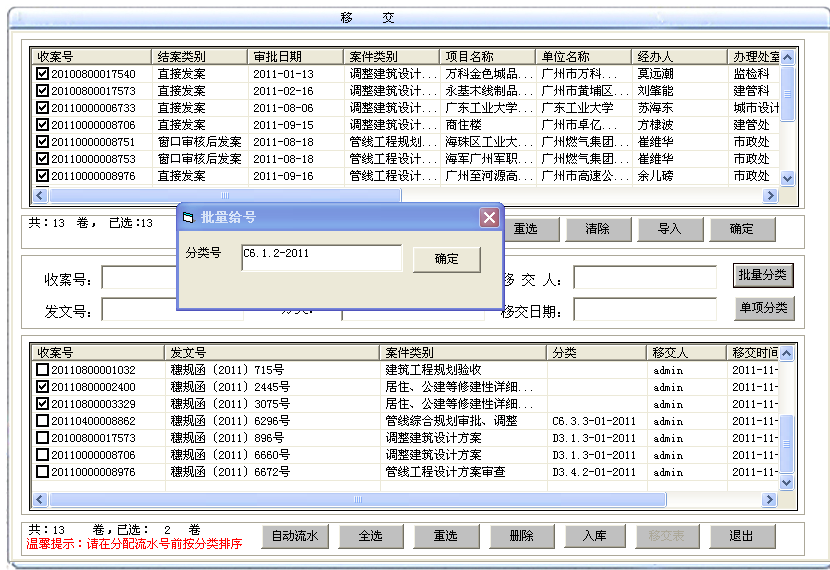 移 交
收案号 结案类别 审批日期 案件类别 项目名称 单位名称 经办人 办理处室
20100800017540 直接发案 2011-01-13 调整建筑设计... 万科金色城品... 广州市万科... 莫远潮 监检科
20100800017573 直接发案 2011-02-16 调整建筑设计... 永基木线制品... 广州市黄埔区... 刘肇能 建管科
20110000006733 直接发案 2011-08-06 调整建筑设计... 广东工业大学... 广东工业大学 苏海东 城市设计
20110000008706 直接发案 2011-09-15 调整建筑设计... 商住楼 广州市卓亿... 方棣波 建管处
20110000008751 窗口审核后发案 2011-08-18 管线工程规划... 海珠区工业大... 广州燃气集团... 崔维华 市政处
20110000008753 窗口审核后发案 2011-08-18 管线工程设计... 海军广州军职... 广州燃气集团... 崔维华 市政处
20110000008976 直接发案 2011-09-16 管线工程设计... 广州至河源高... 广州市高速公... 余儿磅 市政处
共：13 卷， 已选:13 重选 清除 导入 确定
批量给号
分类号 C6.1.2-2011 确定
收案号: 移 交 人: 批量分类
发文号: 移交日期: 单项分类
收案号 发文号 案件类别 分类 移交人 移交时间
20110800001032 穗规函（2011）715号 建筑工程规划验收 admin 2011-11-
20110800002400 穗规函（2011）2445号 居住、公建等修建性详细... admin 2011-11-
20110800003329 穗规函（2011）3075号 居住、公建等修建性详细... admin 2011-11-
20110400008862 穗规函（2011）6296号 管线综合规划审批、调整 C6.3.3-01-2011 admin 2011-11-
20100800017573 穗规函（2011）896号 调整建筑设计方案 D3.1.3-01-2011 admin 2011-11-
20110000008706 穗规函（2011）6660号 调整建筑设计方案 D3.1.3-01-2011 admin 2011-11-
20110000008976 穗规函（2011）6672号 管线工程设计方案审查 D3.4.2-01-2011 admin 2011-11-
共：13 卷,已选： 2 卷
温馨提示：请在分配流水号前按分类排序
自动流水 全选 重选 删除 入库 移交表 退出